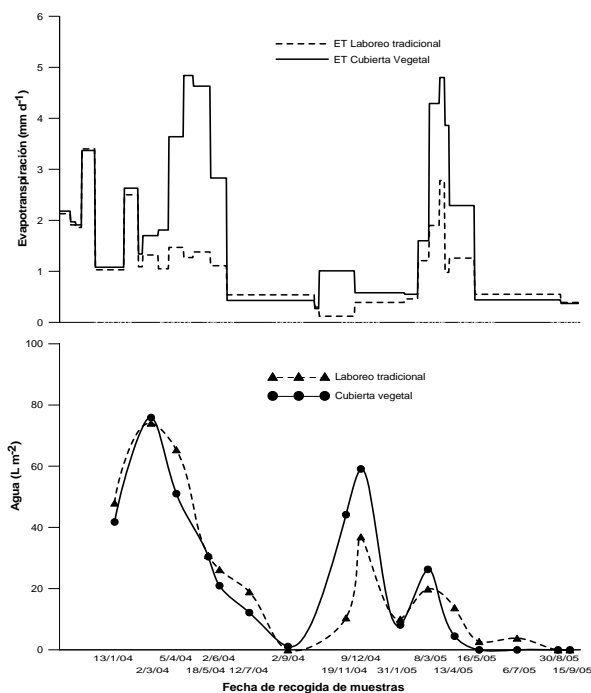 6
5
4
3
2
1
0
Evapotranspiración (mm d-1)
ET Laboreo tradicional
ET Cubierta Vegetal
100
80
60
40
20
0
Agua (L m-2)
Laboreo tradicional
Cubierta vegetal
13/1/04 5/4/04 2/6/04 2/9/04 9/12/04 8/3/05 16/5/05 30/8/05
2/3/04 18/5/04 12/7/04 19/11/04 31/1/05 13/4/05 6/7/05 15/9/05
Fecha de recogida de muestras